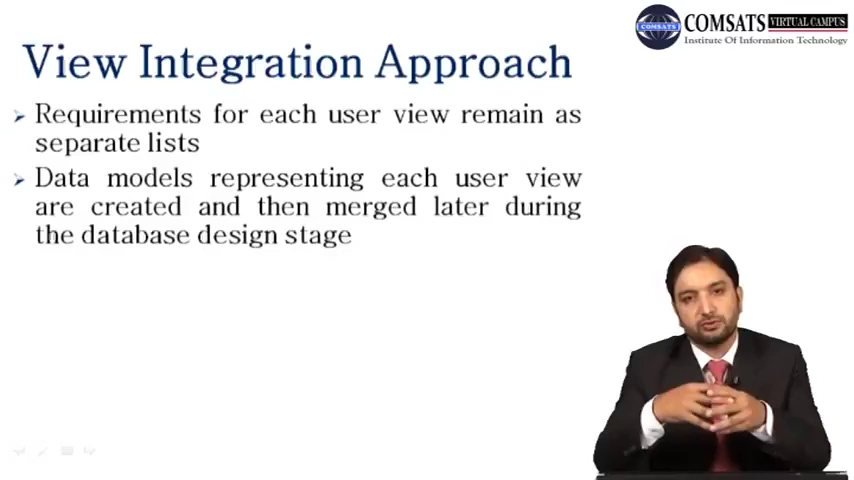 COMSATS VIRTUAL CAMPUS
COMSATS
Institute Of Information Technology
View Integration Approach
Requirements for each user view remain as
separate lists
Data models representing each user view
are created and then merged later during
the database design stage